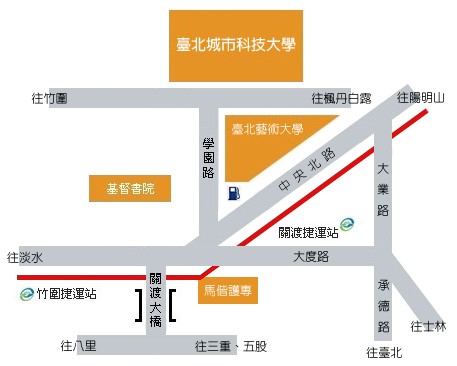 臺北城市科技大學
往竹圍
往楓丹白露
往陽明山
臺北藝術大學
學園路
中央北路
大業路
基督書院
關渡捷運站
往淡水
大度路
關渡大橋
馬偕護專
承德路
竹圍捷運站
往士林
往八里
往三重、五股
往臺北